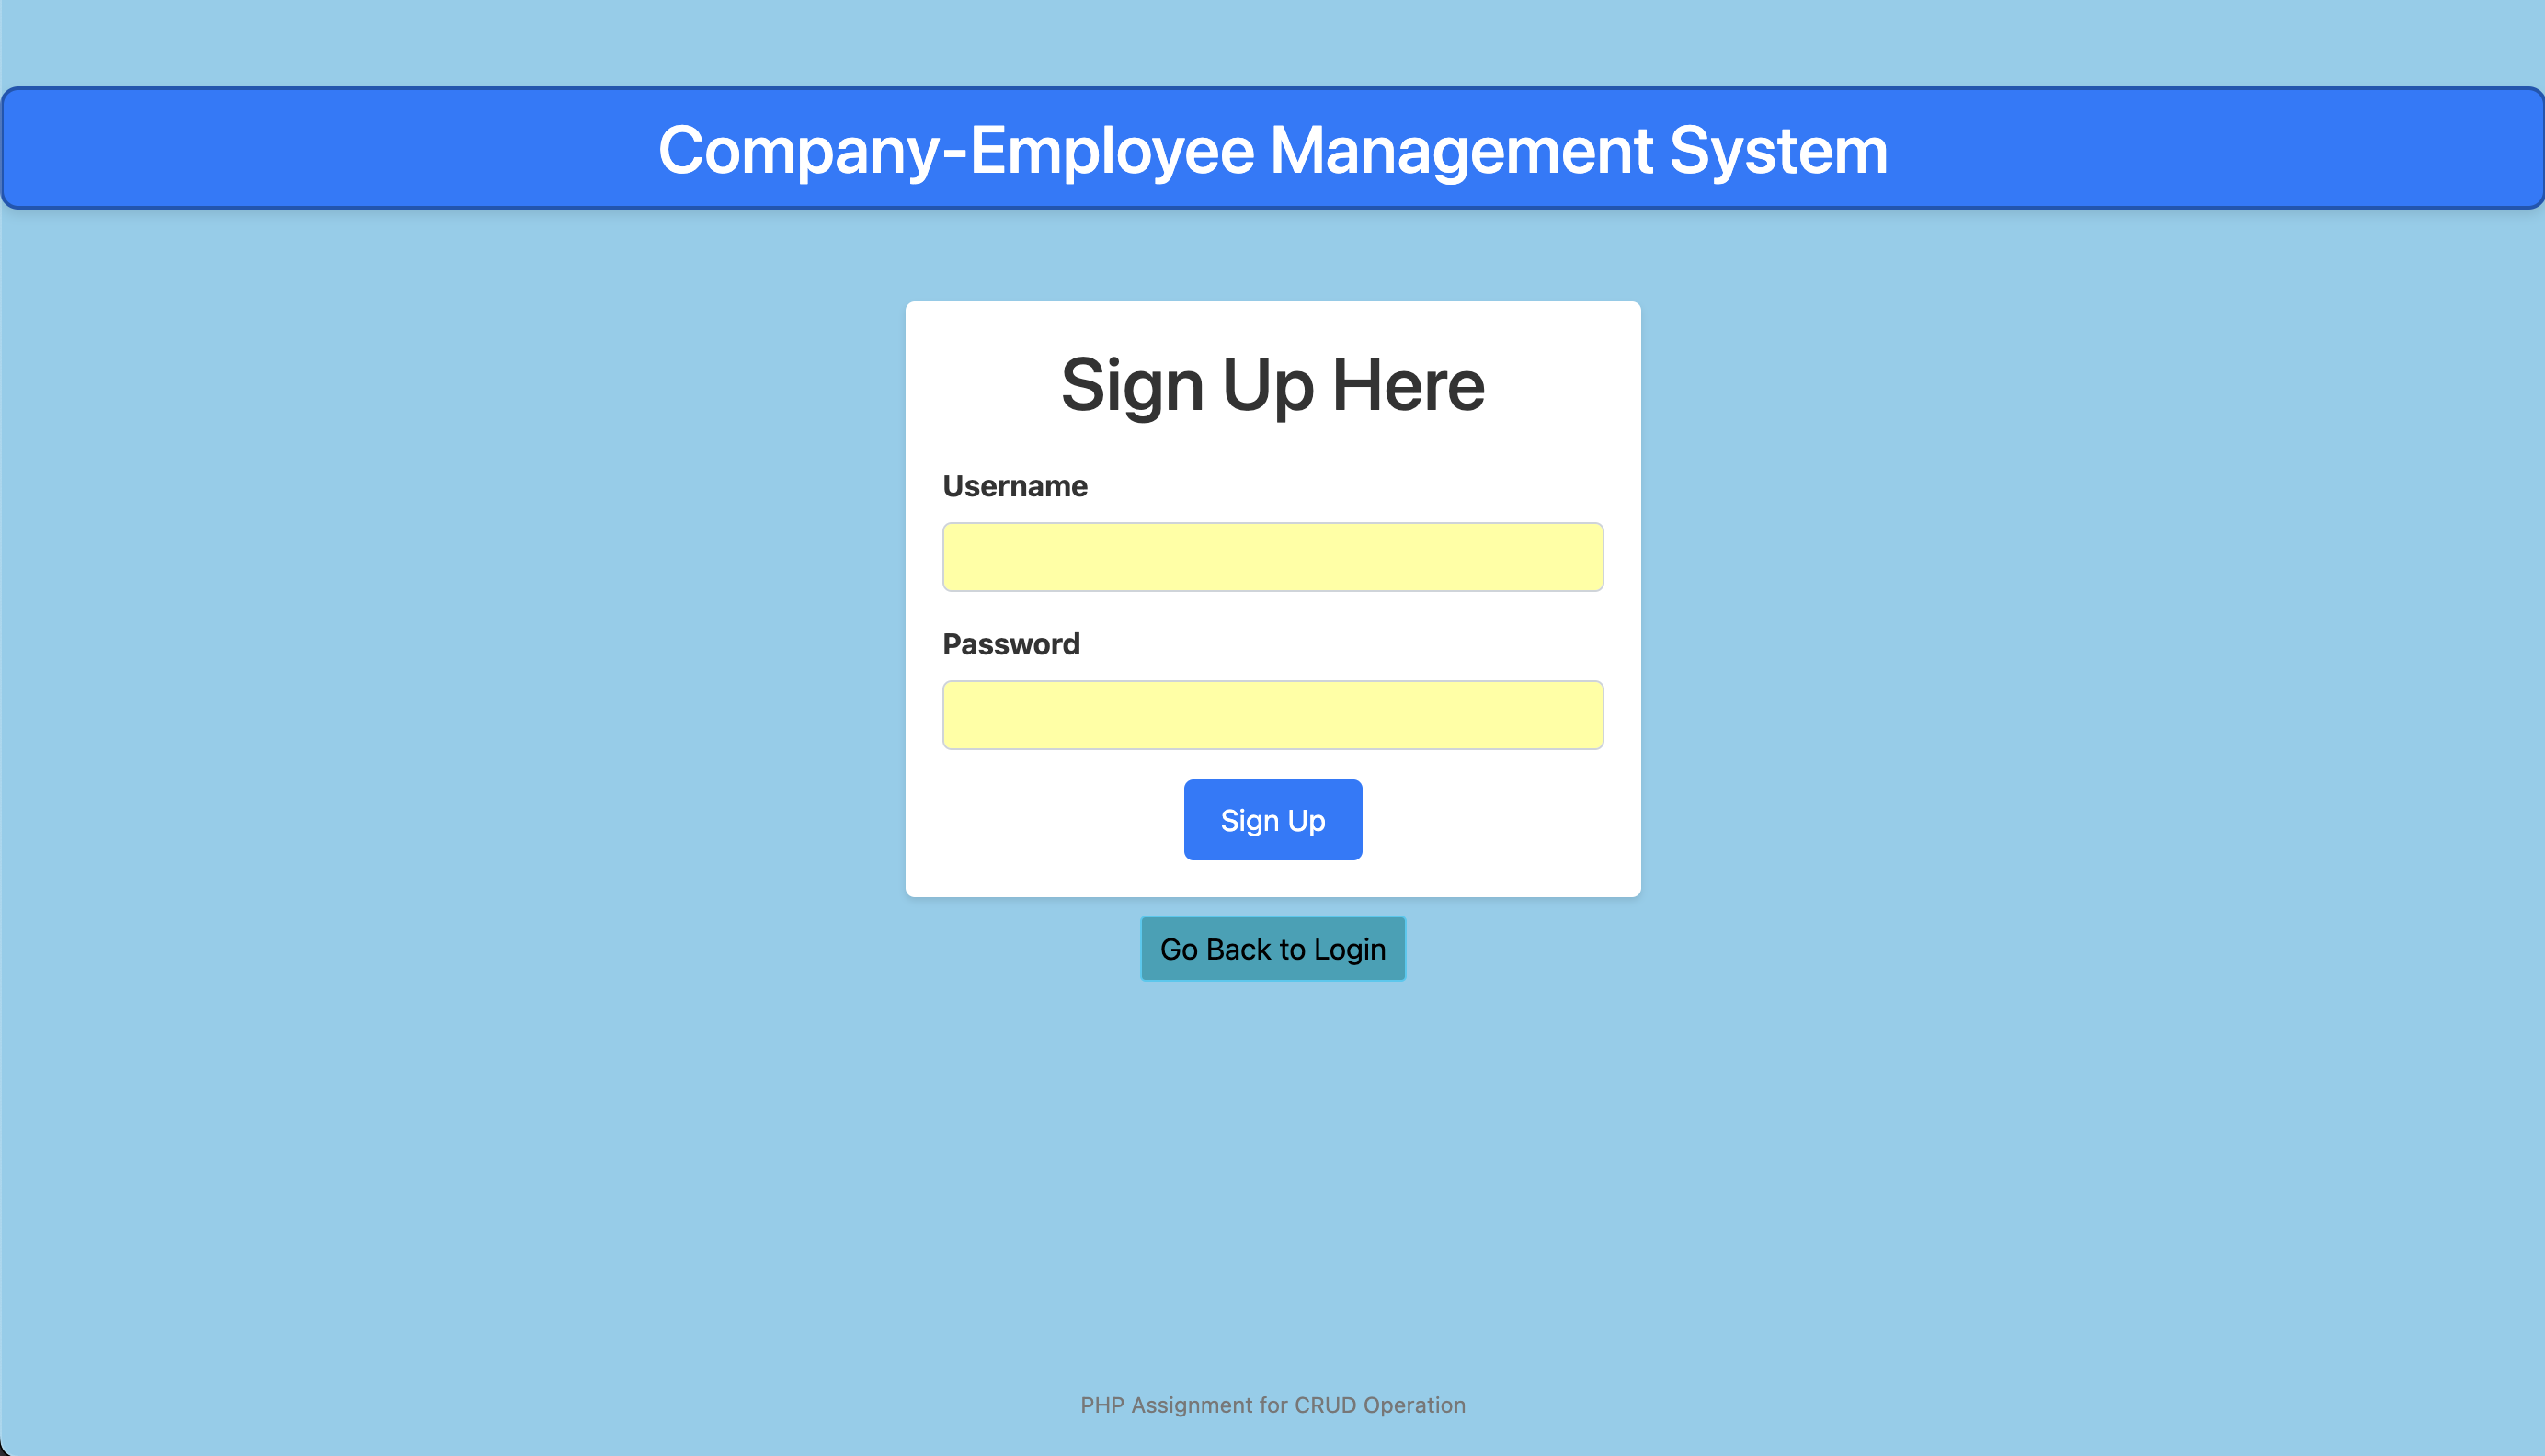 Company-Employee Management System
Sign Up Here
Username
Password
Sign Up
Go Back to Login
PHP Assignment for CRUD Operation